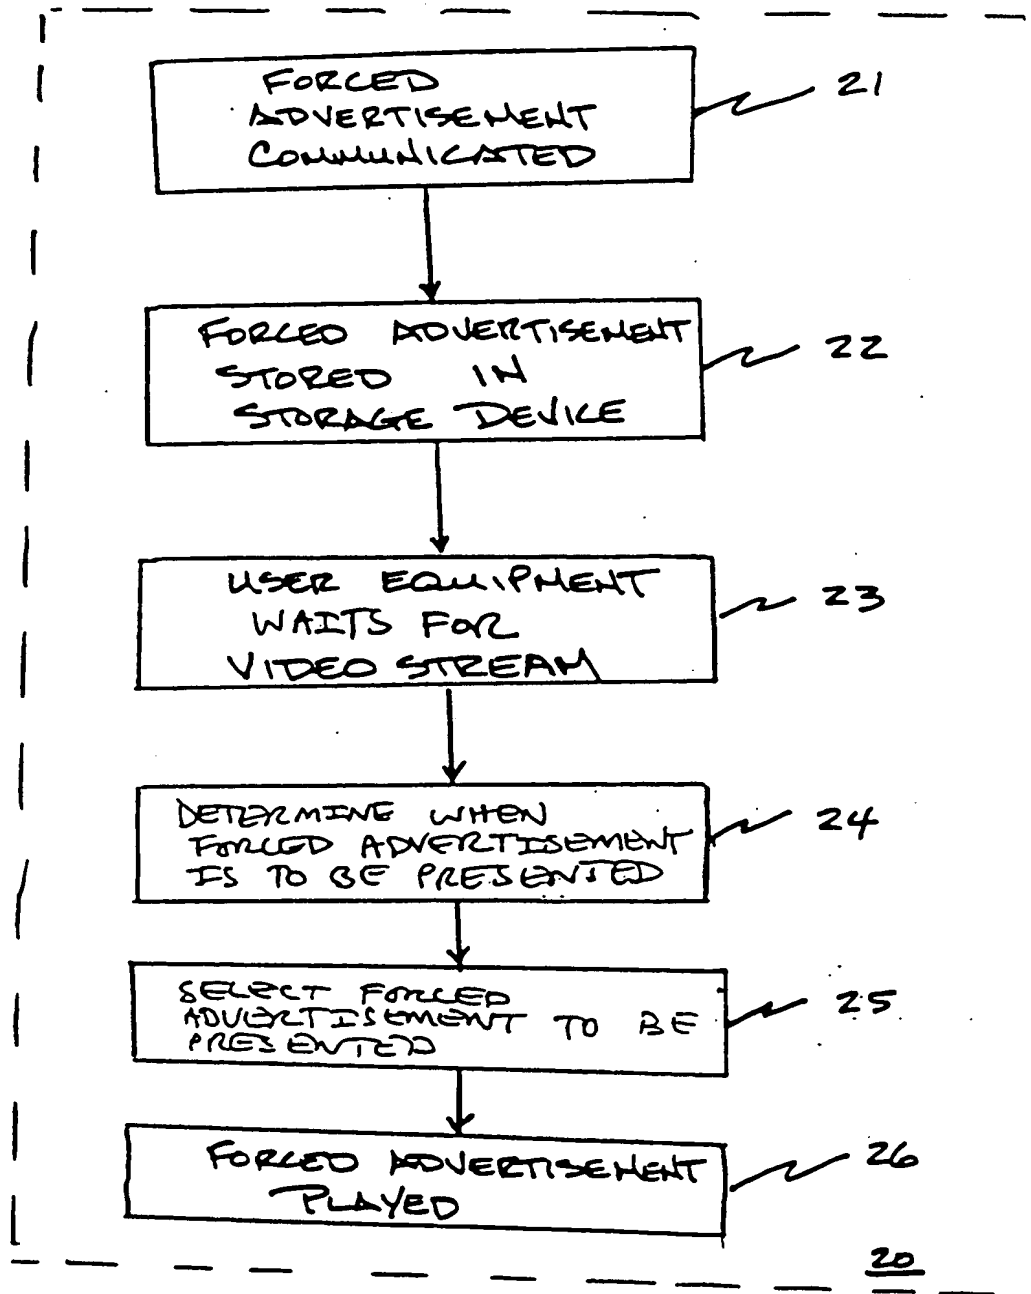 FORCED
ADVERTISEMENT
COMMUNICATED
21
FORCED ADVERTISEMENT
STORED IN
STORAGE DEVICE
22
USER EQUIPMENT
WAITS FOR
VIDEO STREAM
23
DETERMINE WHEN
FORCED ADVERTISEMENT
IS TO BE PRESENTED
24
SELECT FORCED
ADVERTISEMENT TO BE
PRESENTED
25
FORCED ADVERTISEMENT
PLAYED
26
20